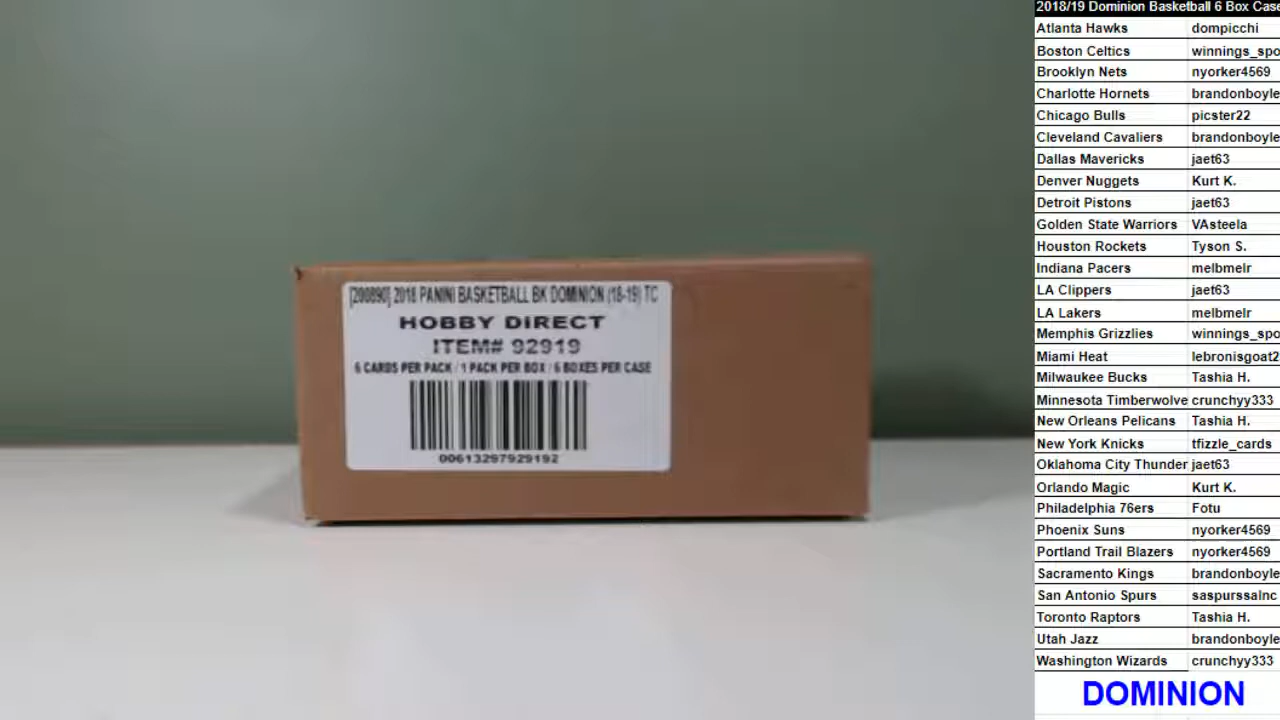 [200890] 2018 PANINI BASKETBALL BK DOMINION (18-19) TC
HOBBY DIRECT
ITEM# 92919
6 CARDS PER PACK / 1 PACK PER BOX / 6 BOXES PER CASE
00613297929192
2018/19 Dominion Basketball 6 Box Case
Atlanta Hawks dompicchi
Boston Celtics winnings_spo
Brooklyn Nets nyorker4569
Charlotte Hornets brandonboyle
Chicago Bulls picster22
Cleveland Cavaliers brandonboyle
Dallas Mavericks jaet63
Denver Nuggets Kurt K.
Detroit Pistons jaet63
Golden State Warriors VAsteela
Houston Rockets Tyson S.
Indiana Pacers melbmelr
LA Clippers jaet63
LA Lakers melbmelr
Memphis Grizzlies winnings_spo
Miami Heat lebronisgoat2
Milwaukee Bucks Tashia H.
Minnesota Timberwolve crunchyy333
New Orleans Pelicans Tashia H.
New York Knicks tfizzle_cards
Oklahoma City Thunder jaet63
Orlando Magic Kurt K.
Philadelphia 76ers Fotu
Phoenix Suns nyorker4569
Portland Trail Blazers nyorker4569
Sacramento Kings brandonboyle
San Antonio Spurs saspurssalnc
Toronto Raptors Tashia H.
Utah Jazz brandonboyle
Washington Wizards crunchyy333
DOMINION